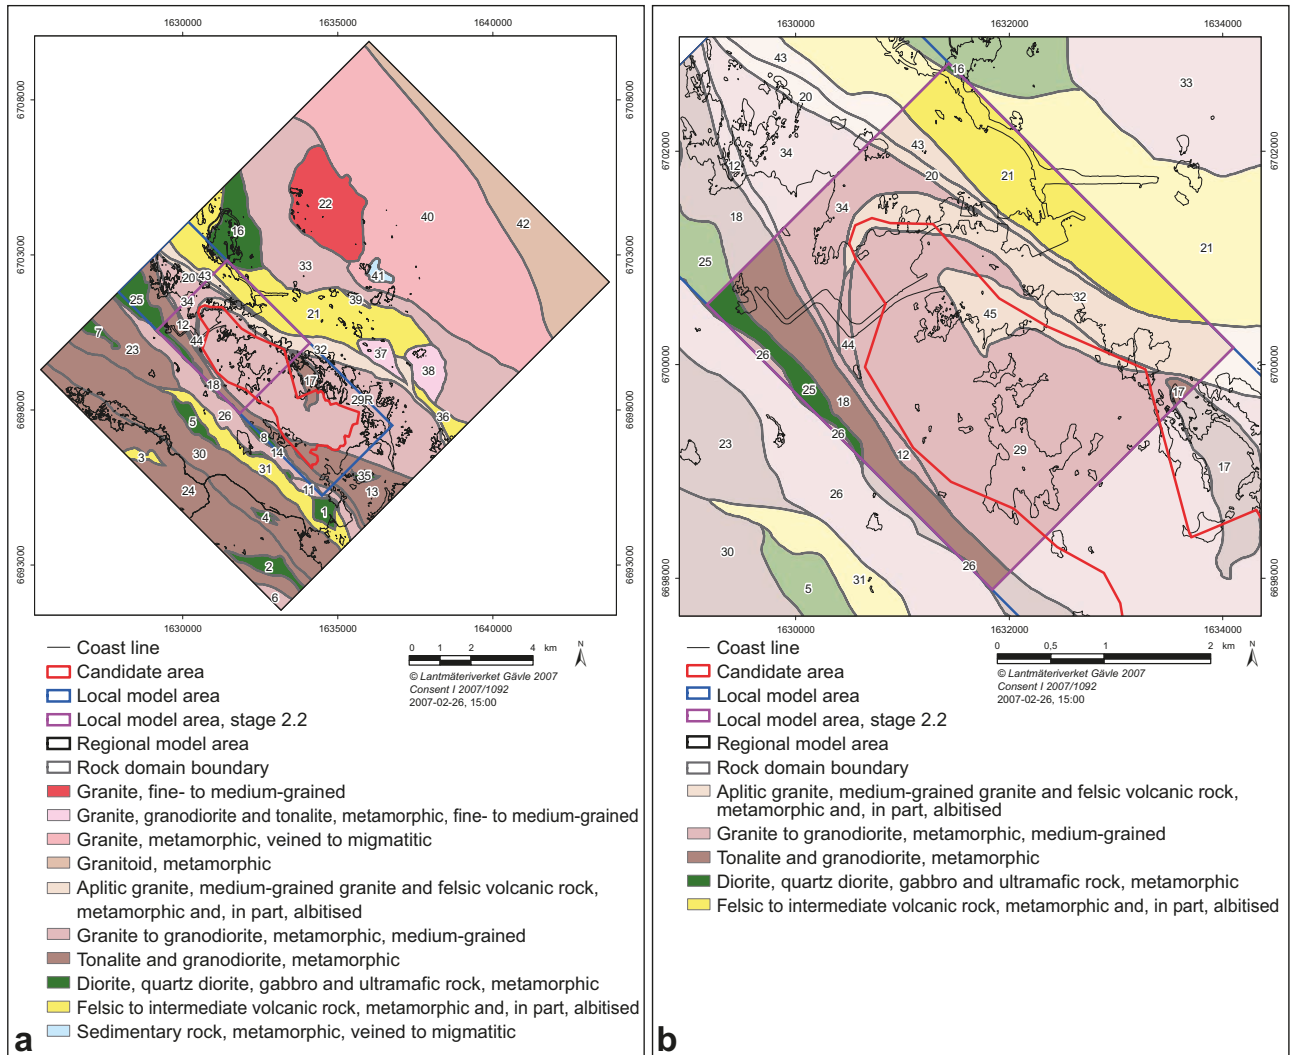 1630000 1635000 1640000
6708000 6708000
6703000 6703000
6698000 6698000
6693000 6693000
22
40
42
16
33
41
20 43
25
34
39
21
12
7
23
44
32
37
38
17
18
29R
26
36
5
8
14
3
30
31
35
24
11
13
4
1
2
6
1630000 1635000 1640000
Coast line
Candidate area
Local model area
Local model area, stage 2.2
Regional model area
Rock domain boundary
Granite, fine- to medium-grained
Granite, granodiorite and tonalite, metamorphic, fine- to medium-grained
Granite, metamorphic, veined to migmatitic
Granitoid, metamorphic
Aplitic granite, medium-grained granite and felsic volcanic rock,
metamorphic and, in part, albitised
Granite to granodiorite, metamorphic, medium-grained
Tonalite and granodiorite, metamorphic
Diorite, quartz diorite, gabbro and ultramafic rock, metamorphic
Felsic to intermediate volcanic rock, metamorphic and, in part, albitised
Sedimentary rock, metamorphic, veined to migmatitic
0 1 2 4 km
N
© Lantmäteriverket Gävle 2007
Consent I 2007/1092
2007-02-26, 15:00
a
1630000 1632000 1634000
6702000 6702000
6700000 6700000
6698000 6698000
43
16
33
20
43
34
12
20
21
34
18
21
25
32
45
44
26
25
17
18
26
23
12
29
17
26
30
26
31
5
1630000 1632000 1634000
Coast line
Candidate area
Local model area
Local model area, stage 2.2
Regional model area
Rock domain boundary
Aplitic granite, medium-grained granite and felsic volcanic rock,
metamorphic and, in part, albitised
Granite to granodiorite, metamorphic, medium-grained
Tonalite and granodiorite, metamorphic
Diorite, quartz diorite, gabbro and ultramafic rock, metamorphic
Felsic to intermediate volcanic rock, metamorphic and, in part, albitised
0 0,5 1 2 km
N
© Lantmäteriverket Gävle 2007
Consent I 2007/1092
2007-02-26, 15:00
b